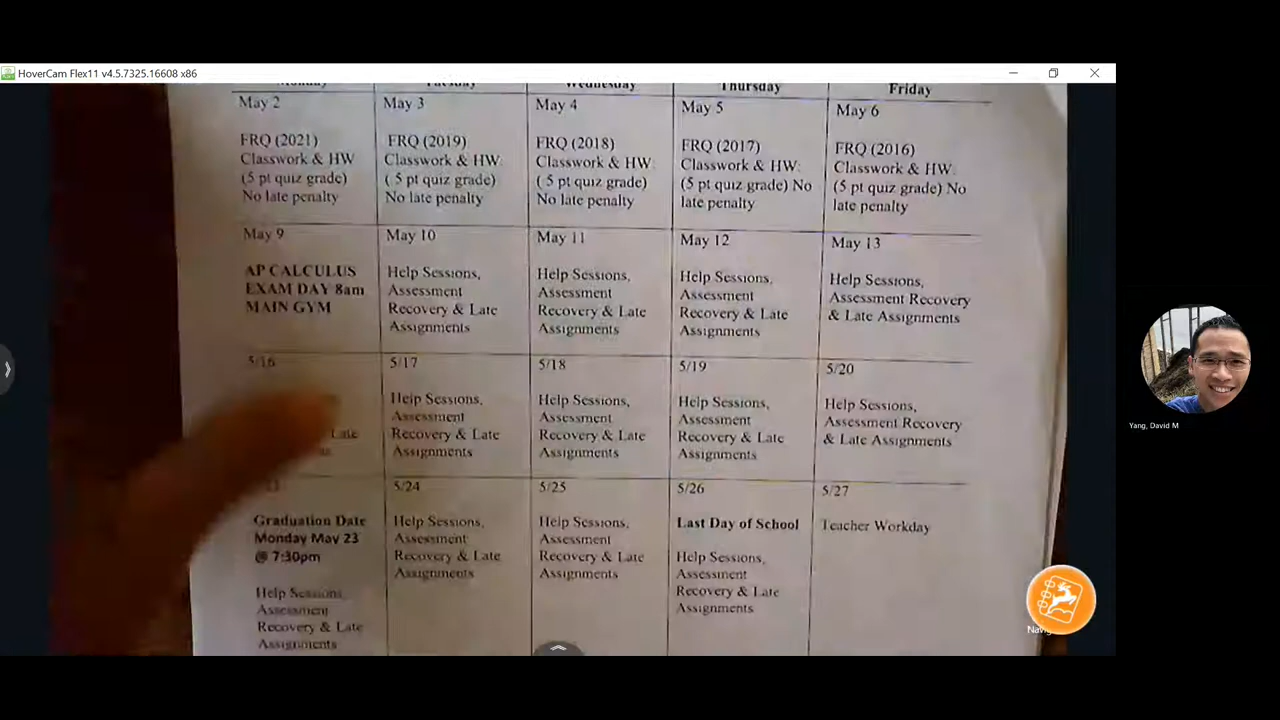 HoverCam Flex11 v4.5.7325.16608 x86
Monday Tuesday Wednesday Thursday Friday
May 2
FRQ (2021)
Classwork & HW
(5 pt quiz grade)
No late penalty
May 3
FRQ (2019)
Classwork & HW:
( 5 pt quiz grade)
No late penalty
May 4
FRQ (2018)
Classwork & HW:
( 5 pt quiz grade)
No late penalty
May 5
FRQ (2017)
Classwork & HW:
(5 pt quiz grade) No
late penalty
May 6
FRQ (2016)
Classwork & HW:
(5 pt quiz grade) No
late penalty
May 9
AP CALCULUS
EXAM DAY 8am
MAIN GYM
May 10
Help Sessions,
Assessment
Recovery & Late
Assignments
May 11
Help Sessions,
Assessment
Recovery & Late
Assignments
May 12
Help Sessions,
Assessment
Recovery & Late
Assignments
May 13
Help Sessions,
Assessment Recovery
& Late Assignments
5/16
Late
5/17
Help Sessions,
Assessment
Recovery & Late
Assignments
5/18
Help Sessions,
Assessment
Recovery & Late
Assignments
5/19
Help Sessions,
Assessment
Recovery & Late
Assignments
5/20
Help Sessions,
Assessment Recovery
& Late Assignments
Graduation Date
Monday May 23
@ 7:30pm
Help Sessions,
Assessment
Recovery & Late
Assignments
5/24
Help Sessions,
Assessment
Recovery & Late
Assignments
5/25
Help Sessions,
Assessment
Recovery & Late
Assignments
5/26
Last Day of School
Help Sessions,
Assessment
Recovery & Late
Assignments
5/27
Teacher Workday
Yang, David M